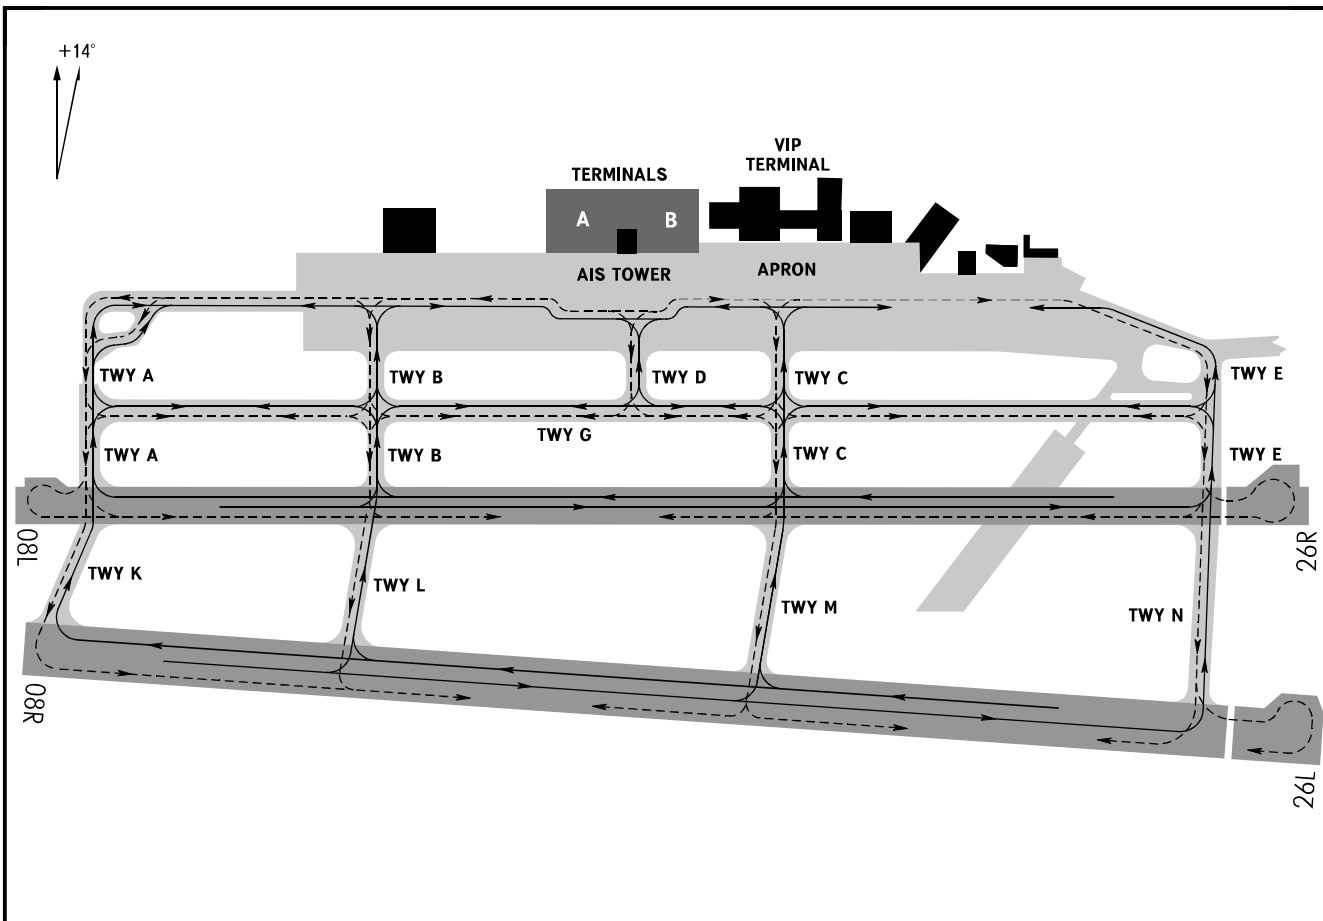 +14°
VIP
TERMINAL
TERMINALS
A B
AIS TOWER
APRON
TWY A
TWY B
TWY D
TWY C
TWY E
TWY G
TWY A
TWY B
TWY C
TWY E
08L
26R
TWY K
TWY L
TWY M
TWY N
08R
26L